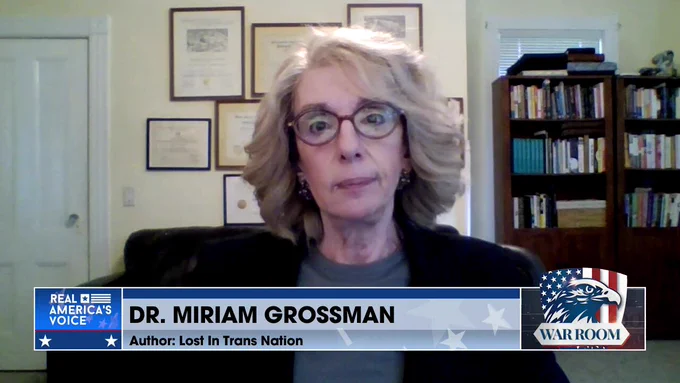 REAL
AMERICA'S
VOICE
DR. MIRIAM GROSSMAN
Author: Lost In Trans Nation
WAR ROOM